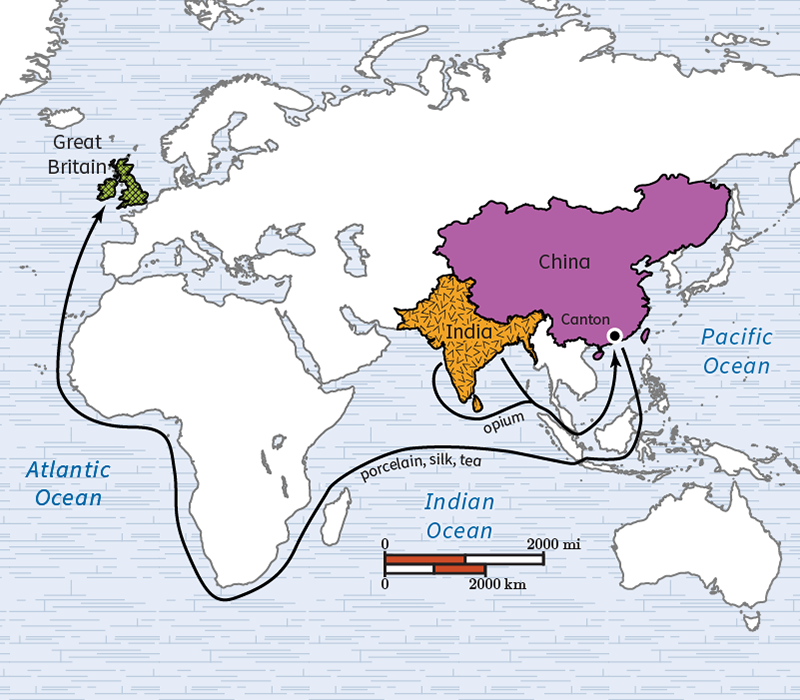 Great
Britain
China
Canton
India
Pacific
Ocean
opium
porcelain, silk, tea
Atlantic
Ocean
Indian
Ocean
0 2000 mi
0 2000 km